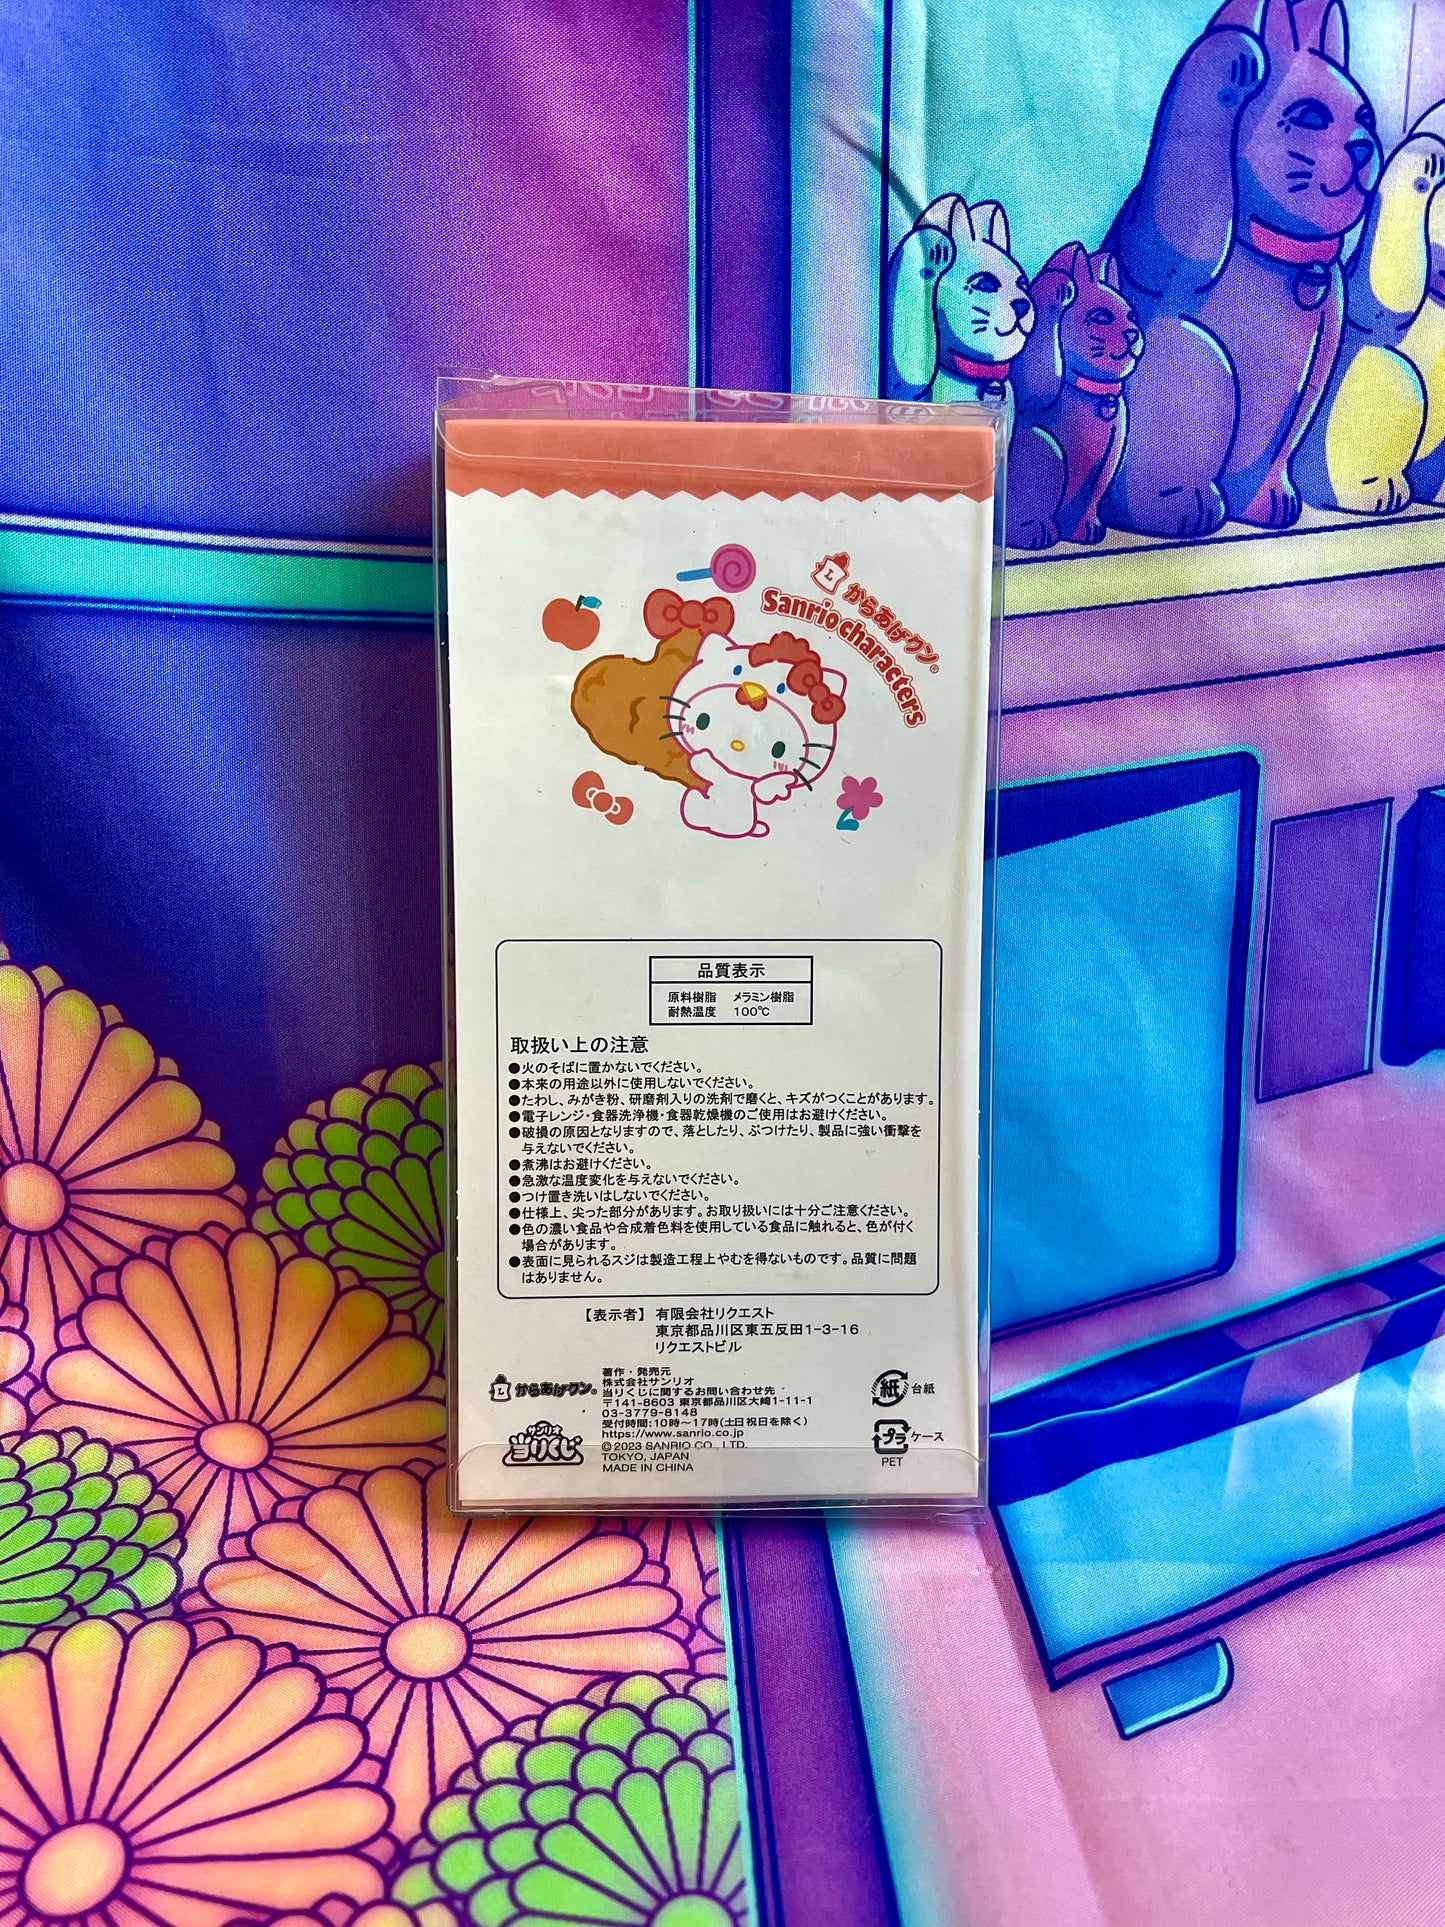 L からあげクン®
Sanrio characters
品質表示
原料樹脂 メラミン樹脂
耐熱温度 100℃
取扱い上の注意
●火のそばに置かないでください。
●本来の用途以外に使用しないでください。
●たわし、みがき粉、研磨剤入りの洗剤で磨くと、キズがつくことがあります。
●電子レンジ・食器洗浄機・食器乾燥機のご使用はお避けください。
●破損の原因となりますので、落としたり、ぶつけたり、製品に強い衝撃を
与えないでください。
●煮沸はお避けください。
●急激な温度変化を与えないでください。
●つけ置き洗いはしないでください。
●仕様上、尖った部分があります。お取り扱いには十分ご注意ください。
●色の濃い食品や合成着色料を使用している食品に触れると、色が付く
場合があります。
●表面に見られるスジは製造工程上やむを得ないものです。品質に問題
はありません。
【表示者】 有限会社リクエスト
東京都品川区東五反田1-3-16
リクエストビル
L からあげクン®
サンリオ
当りくじ
著作・発売元
株式会社サンリオ
当りくじに関するお問い合わせ先
〒141-8603 東京都品川区大崎1-11-1
03-3779-8148
受付時間:10時～17時(土日祝日を除く)
https://www.sanrio.co.jp
©2023 SANRIO CO., LTD.
TOKYO, JAPAN
MADE IN CHINA
紙 台紙
プラ ケース
PET